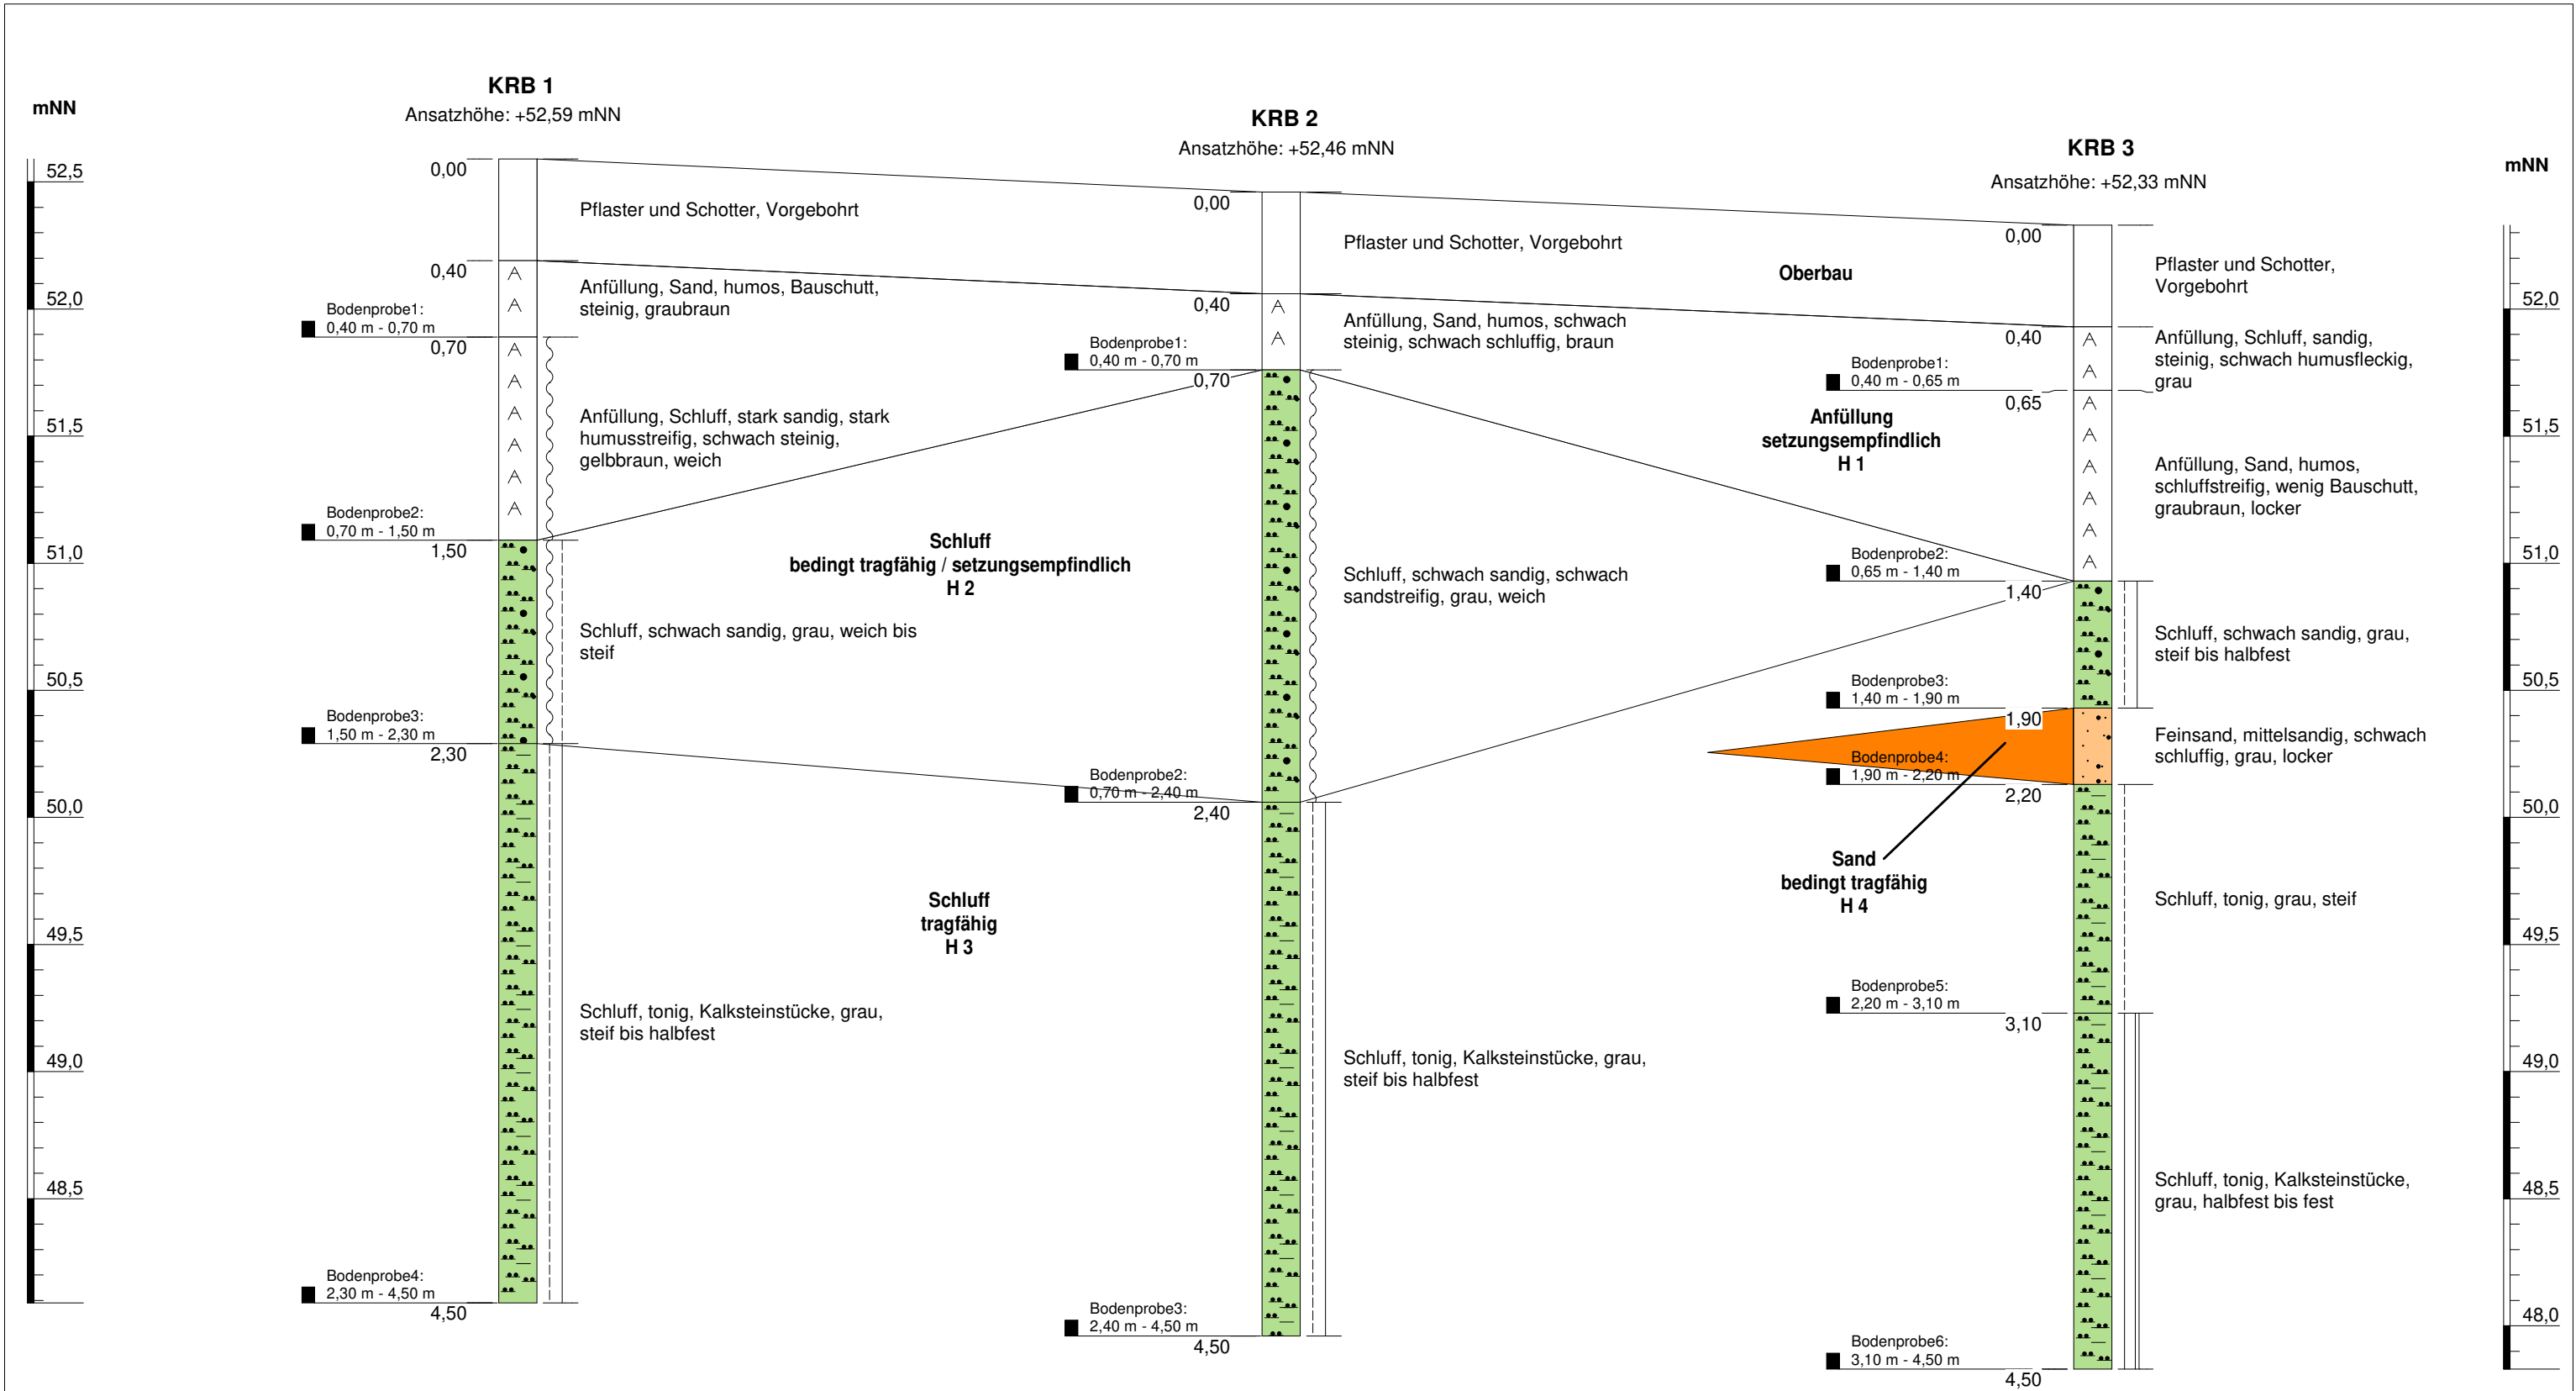 mNN
52,5
52,0
51,5
51,0
50,5
50,0
49,5
49,0
48,5
KRB 1
Ansatzhöhe: +52,59 mNN
0,00
0,40
0,70
1,50
2,30
4,50
Bodenprobe1:
0,40 m - 0,70 m
Bodenprobe2:
0,70 m - 1,50 m
Bodenprobe3:
1,50 m - 2,30 m
Bodenprobe4:
2,30 m - 4,50 m
Pflaster und Schotter, Vorgebohrt
Anfüllung, Sand, humos, Bauschutt,
steinig, graubraun
Anfüllung, Schluff, stark sandig, stark
humusstreifig, schwach steinig,
gelbbraun, weich
Schluff, schwach sandig, grau, weich bis
steif
Schluff, tonig, Kalksteinstücke, grau,
steif bis halbfest
Schluff
bedingt tragfähig / setzungsempfindlich
H 2
Schluff
tragfähig
H 3
KRB 2
Ansatzhöhe: +52,46 mNN
0,00
0,40
0,70
2,40
4,50
Bodenprobe1:
0,40 m - 0,70 m
Bodenprobe2:
0,70 m - 2,40 m
Bodenprobe3:
2,40 m - 4,50 m
Pflaster und Schotter, Vorgebohrt
Anfüllung, Sand, humos, schwach
steinig, schwach schluffig, braun
Schluff, schwach sandig, schwach
sandstreifig, grau, weich
Schluff, tonig, Kalksteinstücke, grau,
steif bis halbfest
Oberbau
Anfüllung
setzungsempfindlich
H 1
Sand
bedingt tragfähig
H 4
KRB 3
Ansatzhöhe: +52,33 mNN
0,00
0,40
0,65
1,40
1,90
2,20
3,10
4,50
Bodenprobe1:
0,40 m - 0,65 m
Bodenprobe2:
0,65 m - 1,40 m
Bodenprobe3:
1,40 m - 1,90 m
Bodenprobe4:
1,90 m - 2,20 m
Bodenprobe5:
2,20 m - 3,10 m
Bodenprobe6:
3,10 m - 4,50 m
Pflaster und Schotter,
Vorgebohrt
Anfüllung, Schluff, sandig,
steinig, schwach humusfleckig,
grau
Anfüllung, Sand, humos,
schluffstreifig, wenig Bauschutt,
graubraun, locker
Schluff, schwach sandig, grau,
steif bis halbfest
Feinsand, mittelsandig, schwach
schluffig, grau, locker
Schluff, tonig, grau, steif
Schluff, tonig, Kalksteinstücke,
grau, halbfest bis fest
mNN
52,0
51,5
51,0
50,5
50,0
49,5
49,0
48,5
48,0